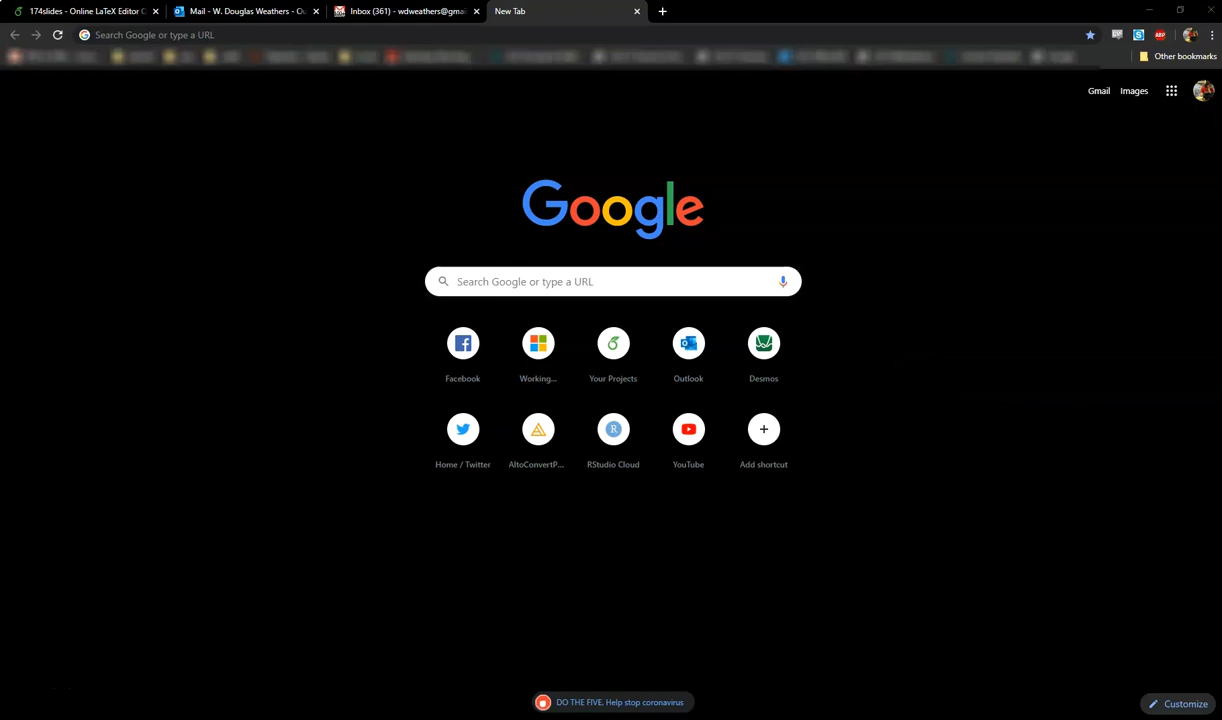 174slides - Online LaTeX Editor
Mail - W. Douglas Weathers - Ou
Inbox (361) - wdweathers@gmai
New Tab
Search Google or type a URL
Other bookmarks
Gmail
Images
Google
Search Google or type a URL
Facebook
Working...
Your Projects
Outlook
Desmos
Home / Twitter
AltoConvertP...
RStudio Cloud
YouTube
Add shortcut
DO THE FIVE. Help stop coronavirus
Customize